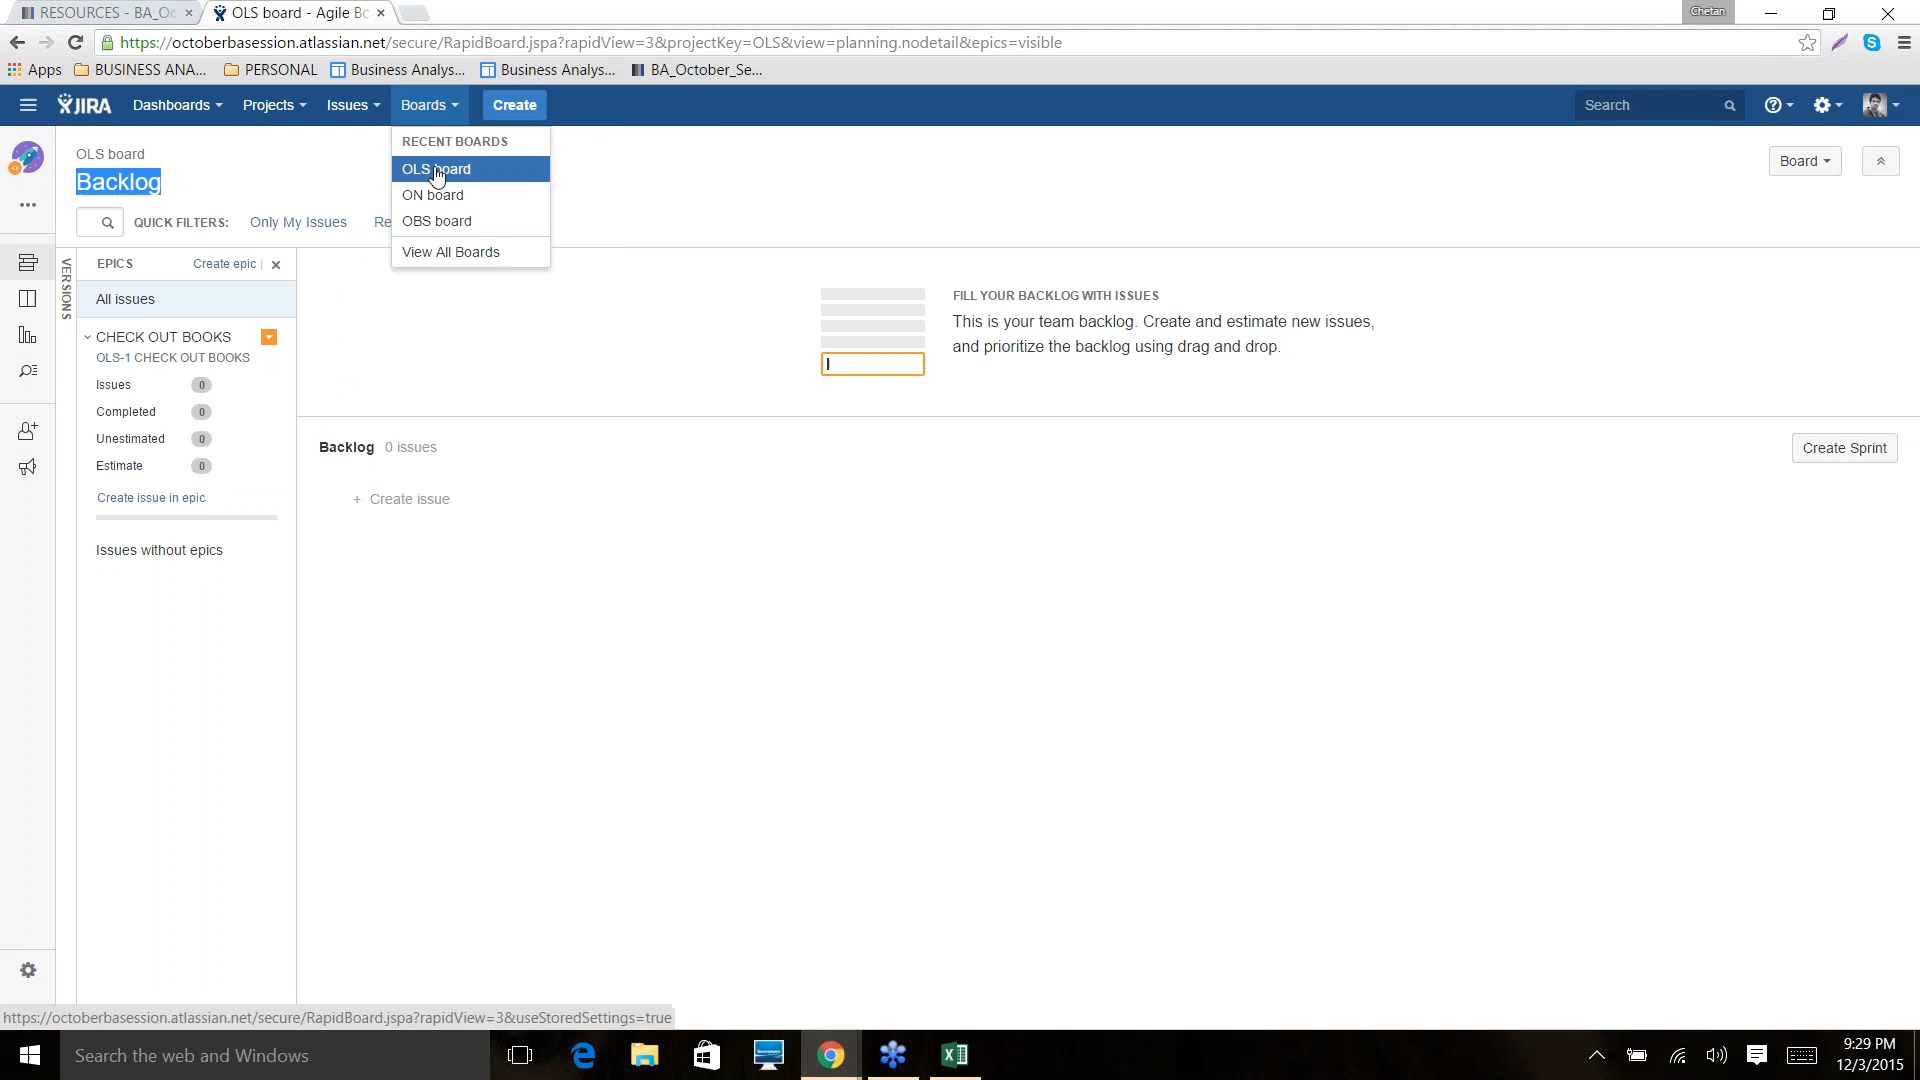 RESOURCES - BA_Oc
OLS board - Agile Bo
Chetan
https://octoberbasession.atlassian.net/secure/RapidBoard.jspa?rapidView=3&projectKey=OLS&view=planning.nodetail&epics=visible
Apps
BUSINESS ANA...
PERSONAL
Business Analys...
Business Analys...
BA_October_Se...
JIRA
Dashboards
Projects
Issues
Boards
Create
Search
RECENT BOARDS
OLS board
ON board
OBS board
View All Boards
OLS board
Backlog
Board
QUICK FILTERS:
Only My Issues
Re
VERSIONS
EPICS
Create epic
All issues
CHECK OUT BOOKS
OLS-1 CHECK OUT BOOKS
Issues 0
Completed 0
Unestimated 0
Estimate 0
Create issue in epic
Issues without epics
FILL YOUR BACKLOG WITH ISSUES
This is your team backlog. Create and estimate new issues,
and prioritize the backlog using drag and drop.
Backlog 0 issues
Create Sprint
+ Create issue
https://octoberbasession.atlassian.net/secure/RapidBoard.jspa?rapidView=3&useStoredSettings=true
Search the web and Windows
9:29 PM
12/3/2015